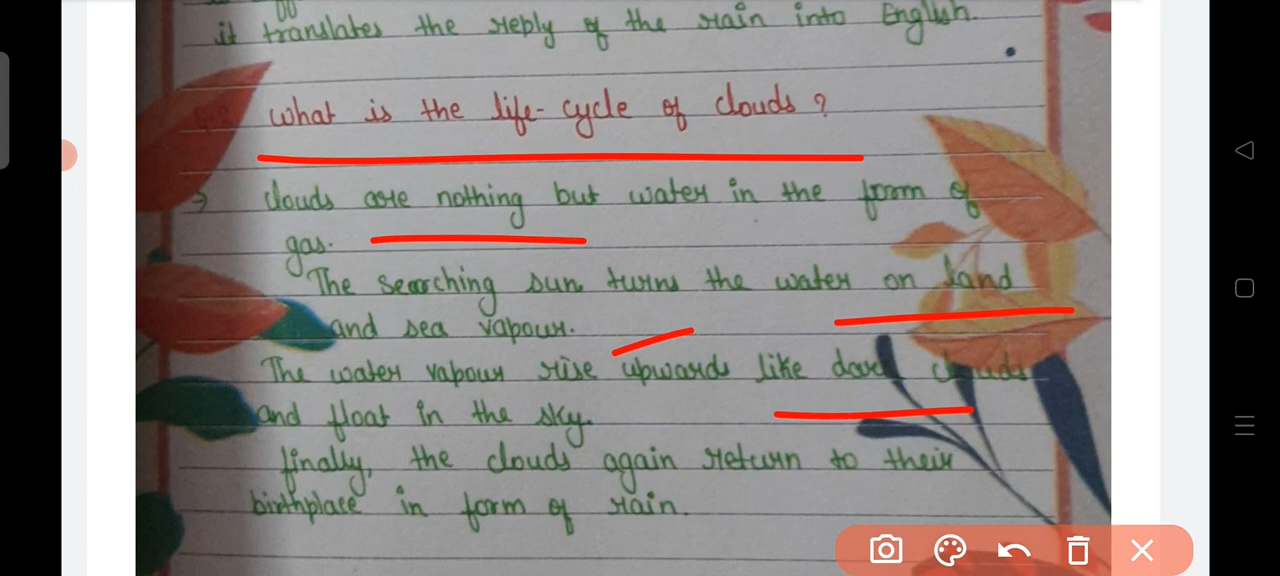 it translates the reply of the rain into English.
What is the life-cycle of clouds?
→ clouds are nothing but water in the form of
gas.
The searching sun turns the water on land
and sea vapour.
The water vapour rise upwards like dark clouds
and float in the sky.
finally, the clouds again return to their
birthplace in form of rain.